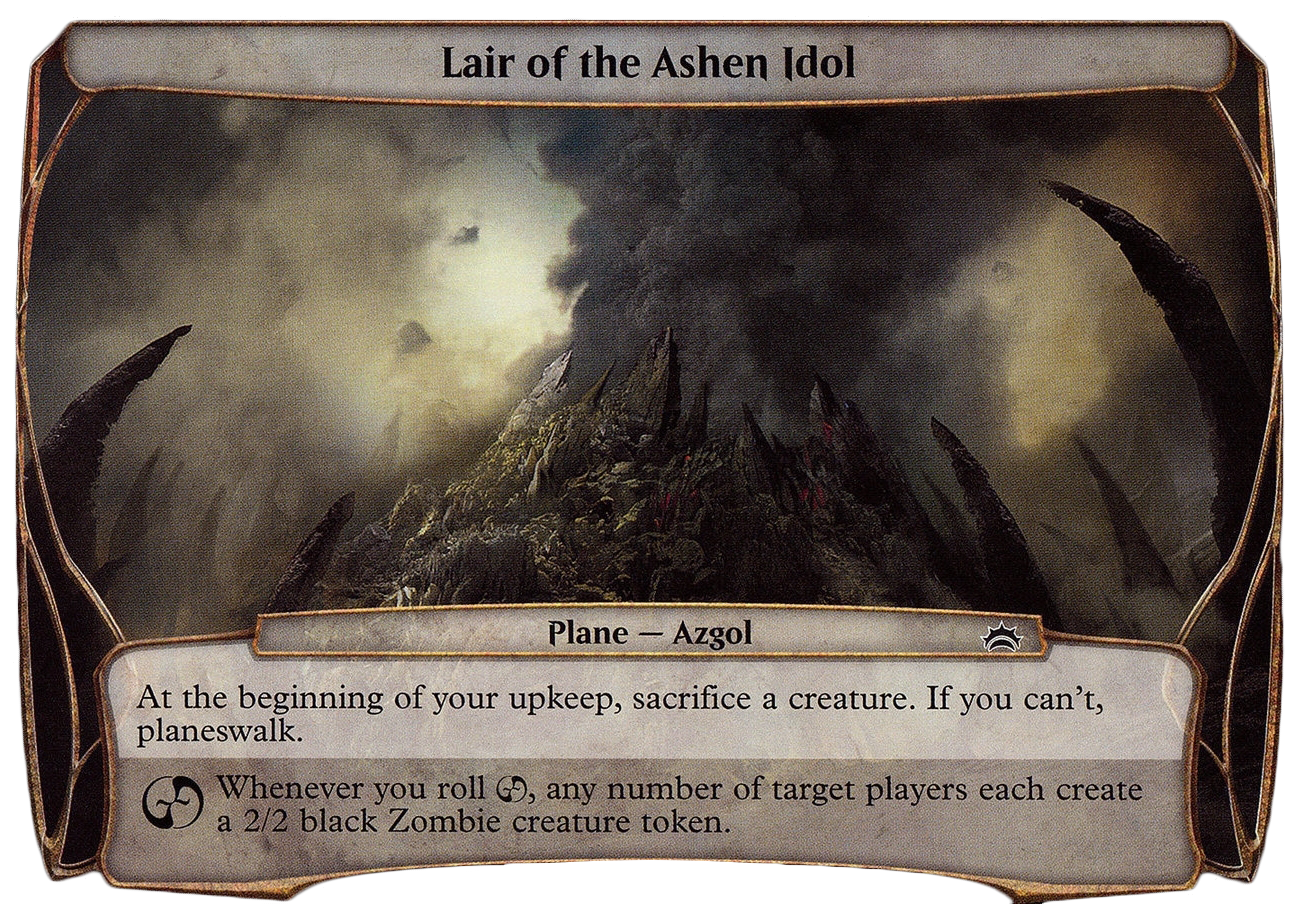 Lair of the Ashen Idol
Plane — Azgol
At the beginning of your upkeep, sacrifice a creature. If you can't,
planeswalk.
Whenever you roll , any number of target players each create
a 2/2 black Zombie creature token.